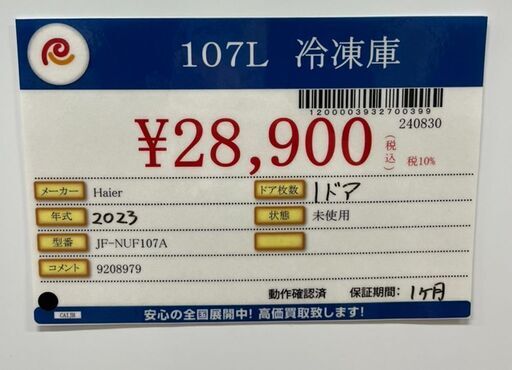 107L 冷凍庫
1200003932700399
240830
¥28,900 (税込) 税10%
メーカー Haier ドア枚数 1ドア
年式 2023 状態 未使用
型番 JF-NUF107A
コメント 9208979
動作確認済 保証期間: 1ヶ月
安心の全国展開中! 高価買取致します!